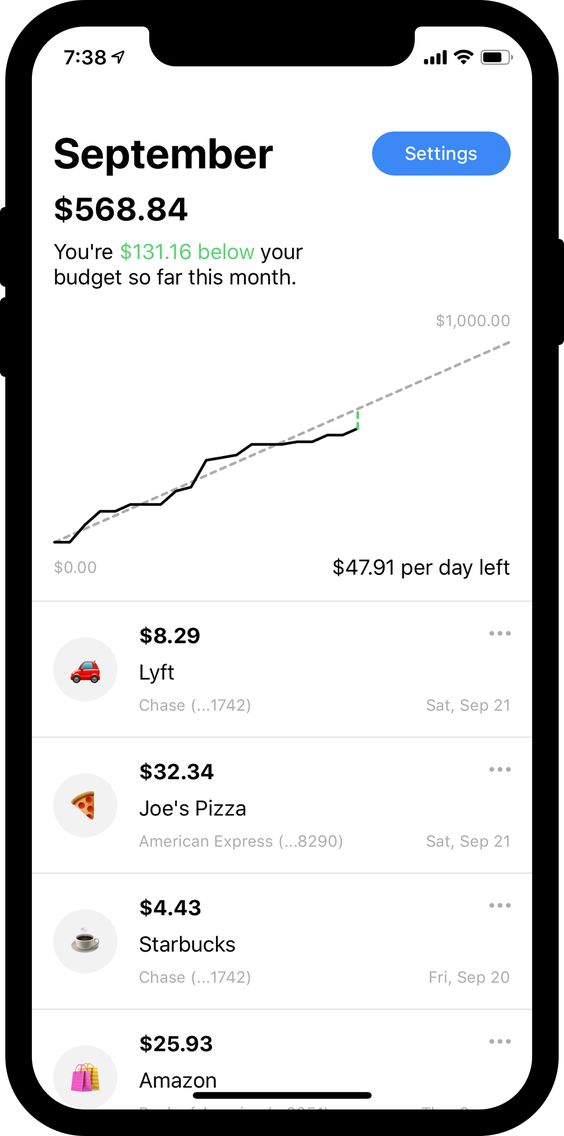 7:38
September
Settings
$568.84
You're $131.16 below your
budget so far this month.
$1,000.00
$0.00
$47.91 per day left
$8.29
Lyft
Chase (...1742)
Sat, Sep 21
$32.34
Joe's Pizza
American Express (...8290)
Sat, Sep 21
$4.43
Starbucks
Chase (...1742)
Fri, Sep 20
$25.93
Amazon